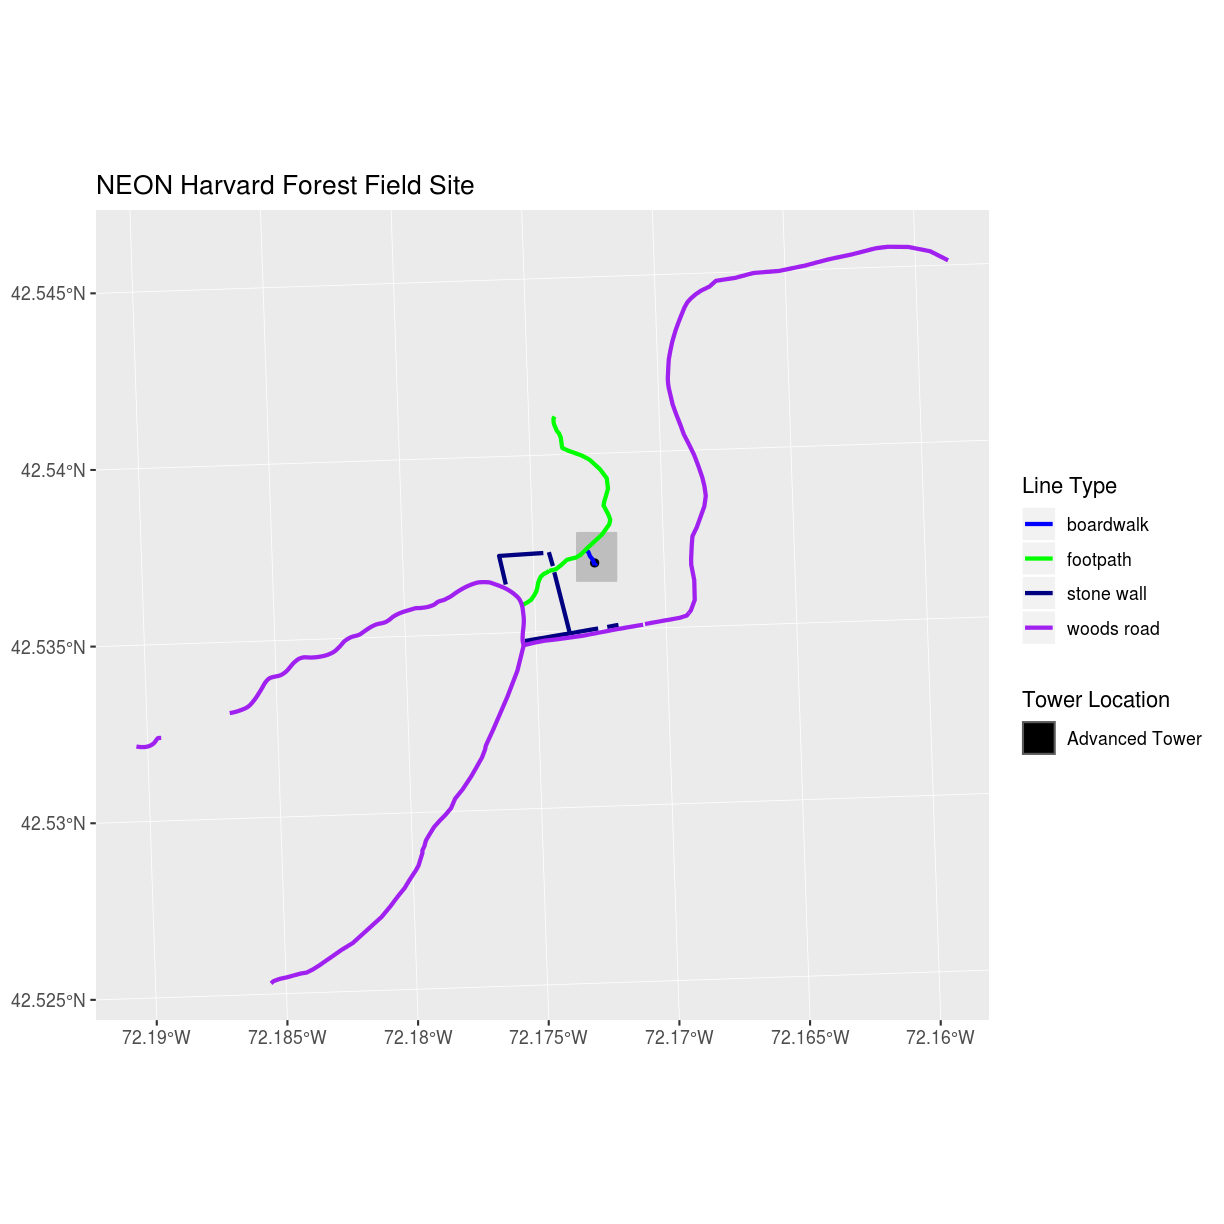 NEON Harvard Forest Field Site
42.545°N
42.54°N
42.535°N
42.53°N
42.525°N
72.19°W
72.185°W
72.18°W
72.175°W
72.17°W
72.165°W
72.16°W
Line Type
boardwalk
footpath
stone wall
woods road
Tower Location
Advanced Tower